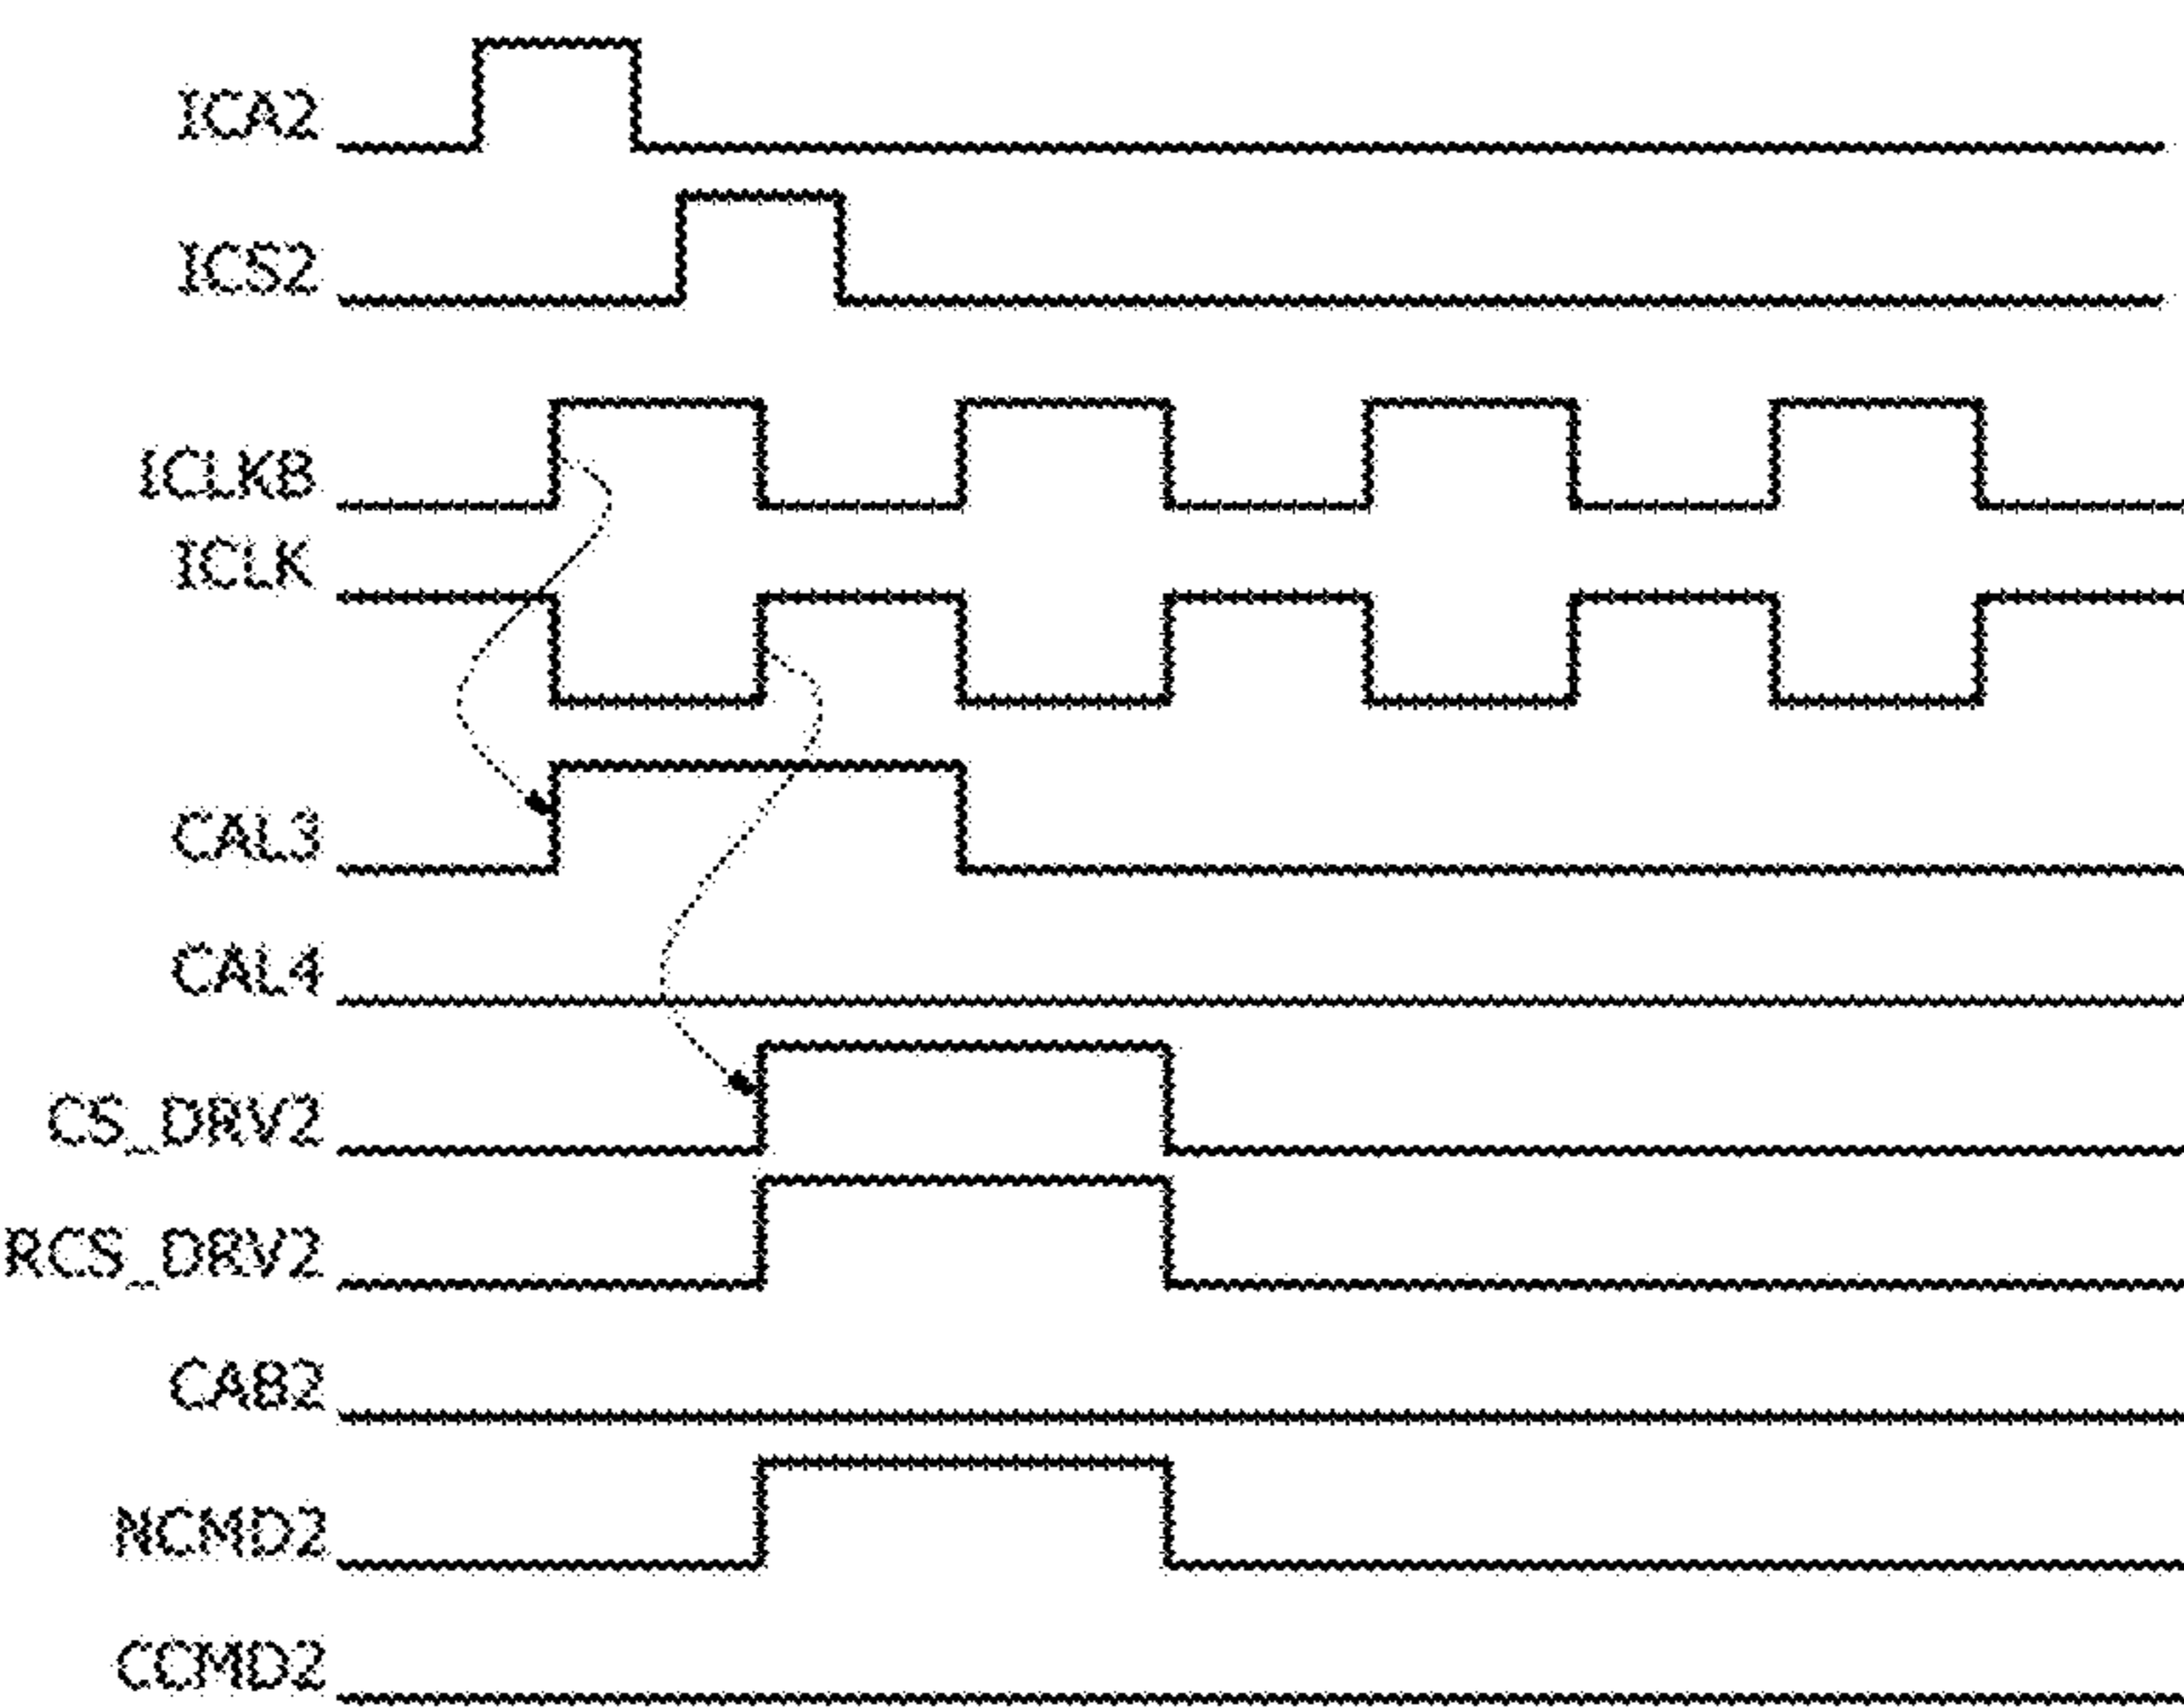 ICA2
ICS2
ICLKB
ICLK
CAL3
CAL4
CS_DRV2
RCS_DRV2
CAB2
NCMD2
CCMD2